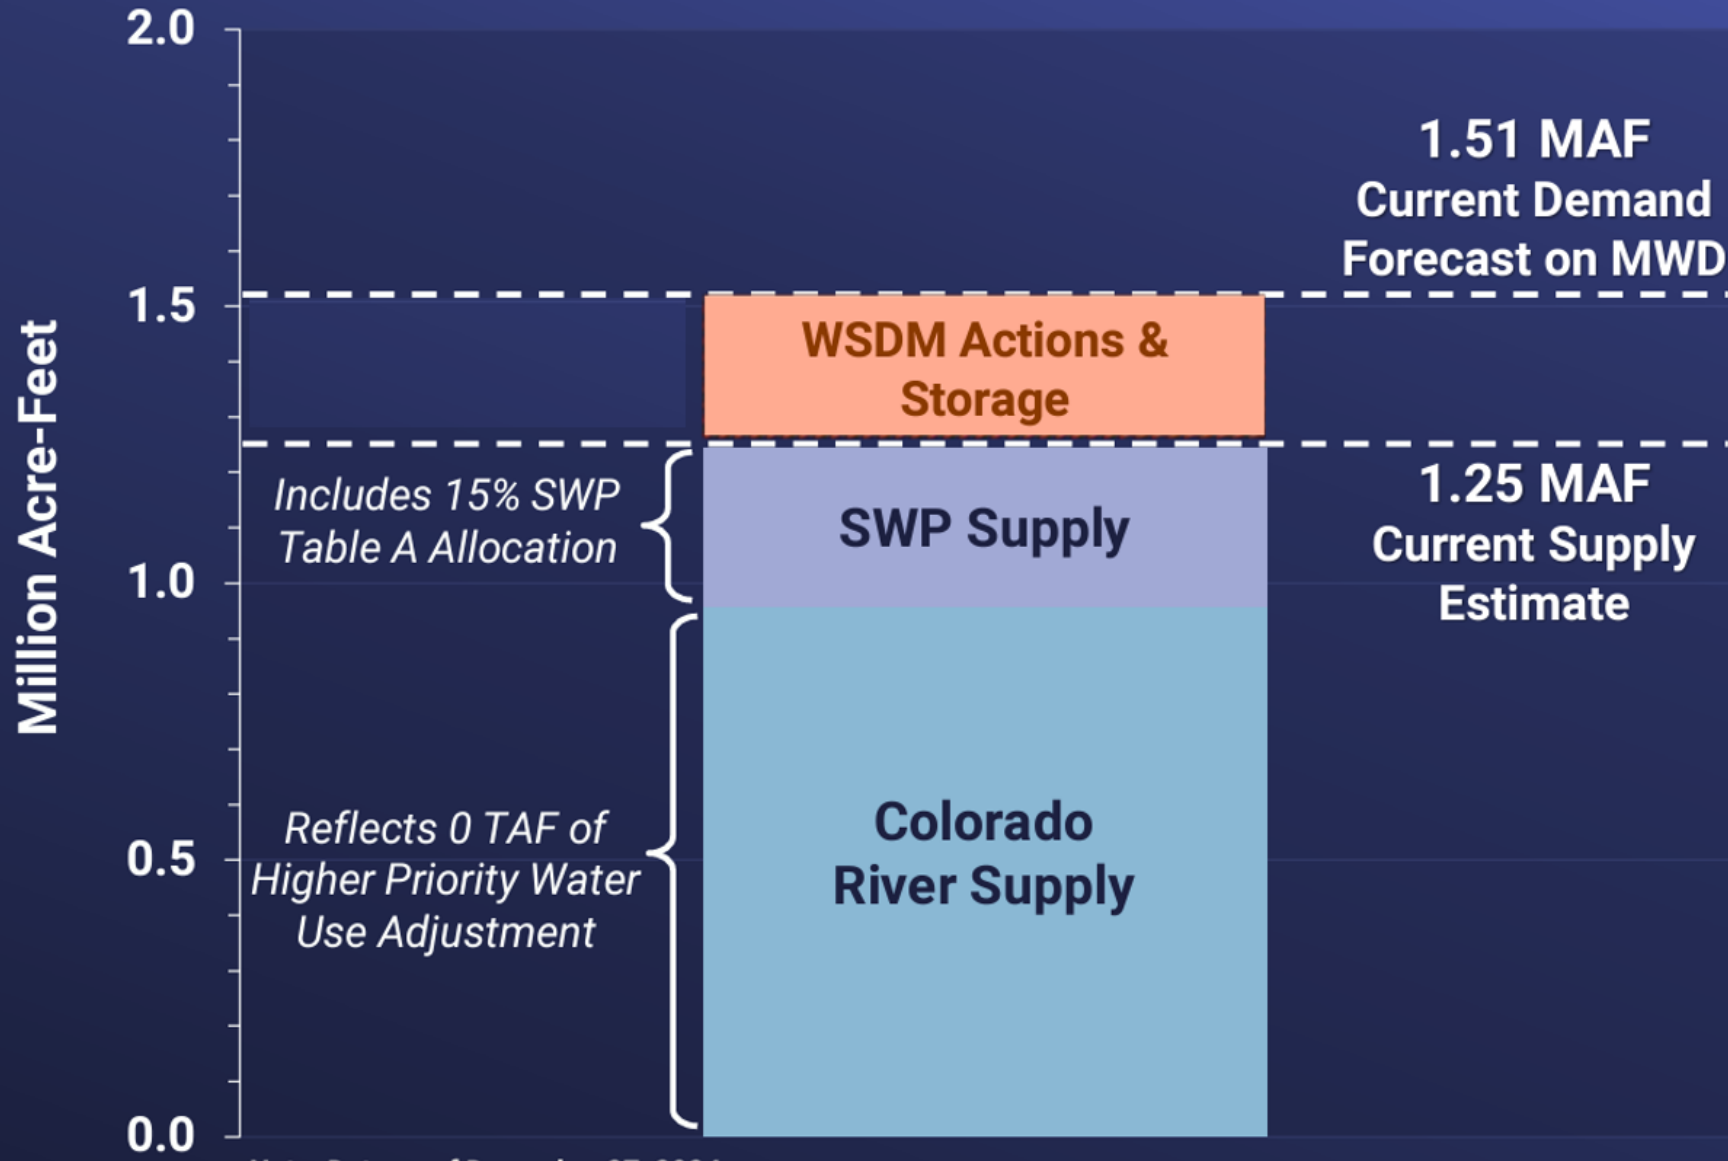 2.0
1.51 MAF
Current Demand
Forecast on MWD
1.5
WSDM Actions &
Storage
1.25 MAF
Current Supply
Estimate
Includes 15% SWP
Table A Allocation
SWP Supply
1.0
Million Acre-Feet
Reflects 0 TAF of
Higher Priority Water
Use Adjustment
Colorado
River Supply
0.5
0.0